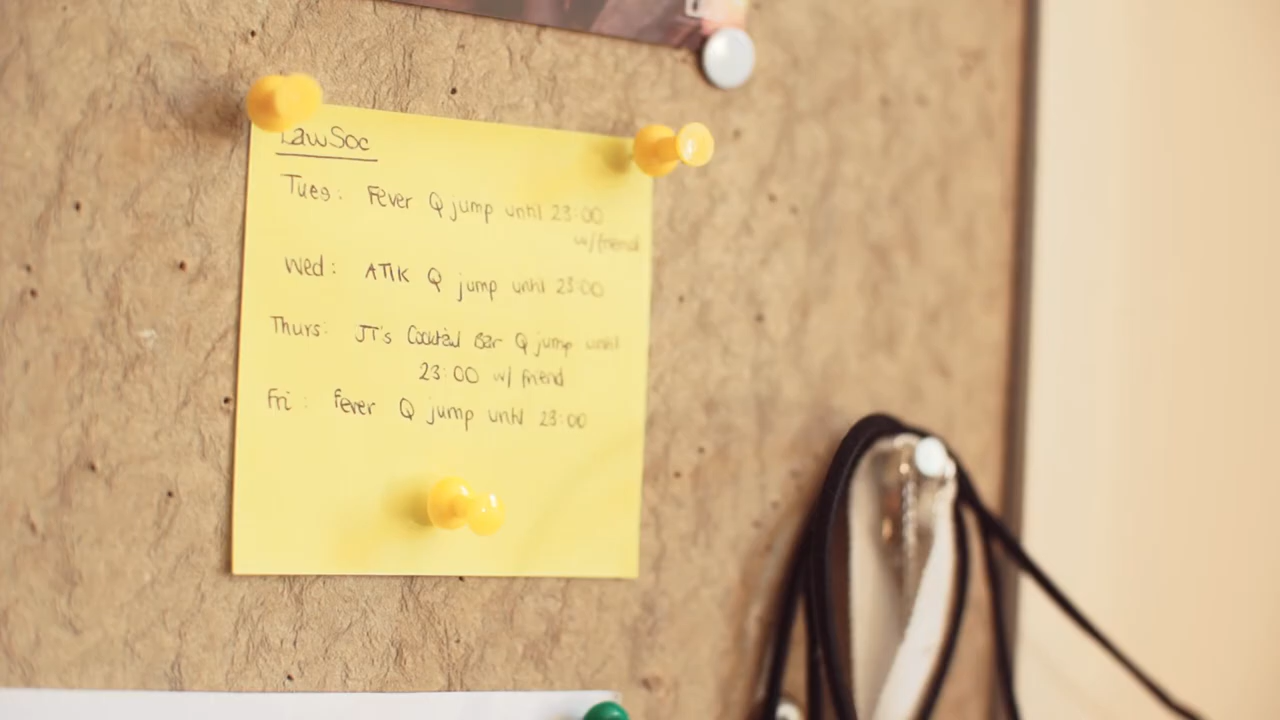 LawSoc
Tues: Fever Q jump until 23:00
w/friend
Wed: ATIK Q jump until 23:00
Thurs: JT's Cocktail Bar Q jump until
23:00 w/ friend
Fri: Fever Q jump until 23:00